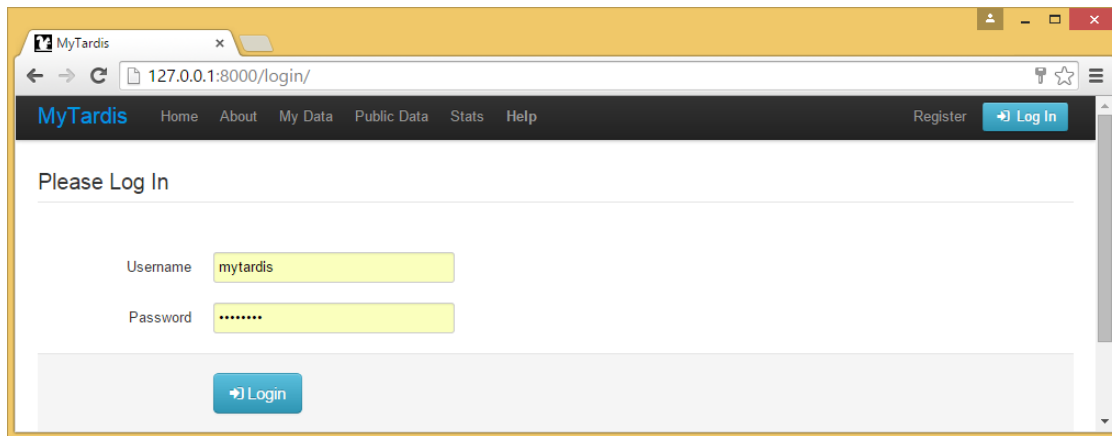 MyTardis
127.0.0.1:8000/login/
MyTardis Home About My Data Public Data Stats Help Register Log In
Please Log In
Username mytardis
Password ••••••••
Login